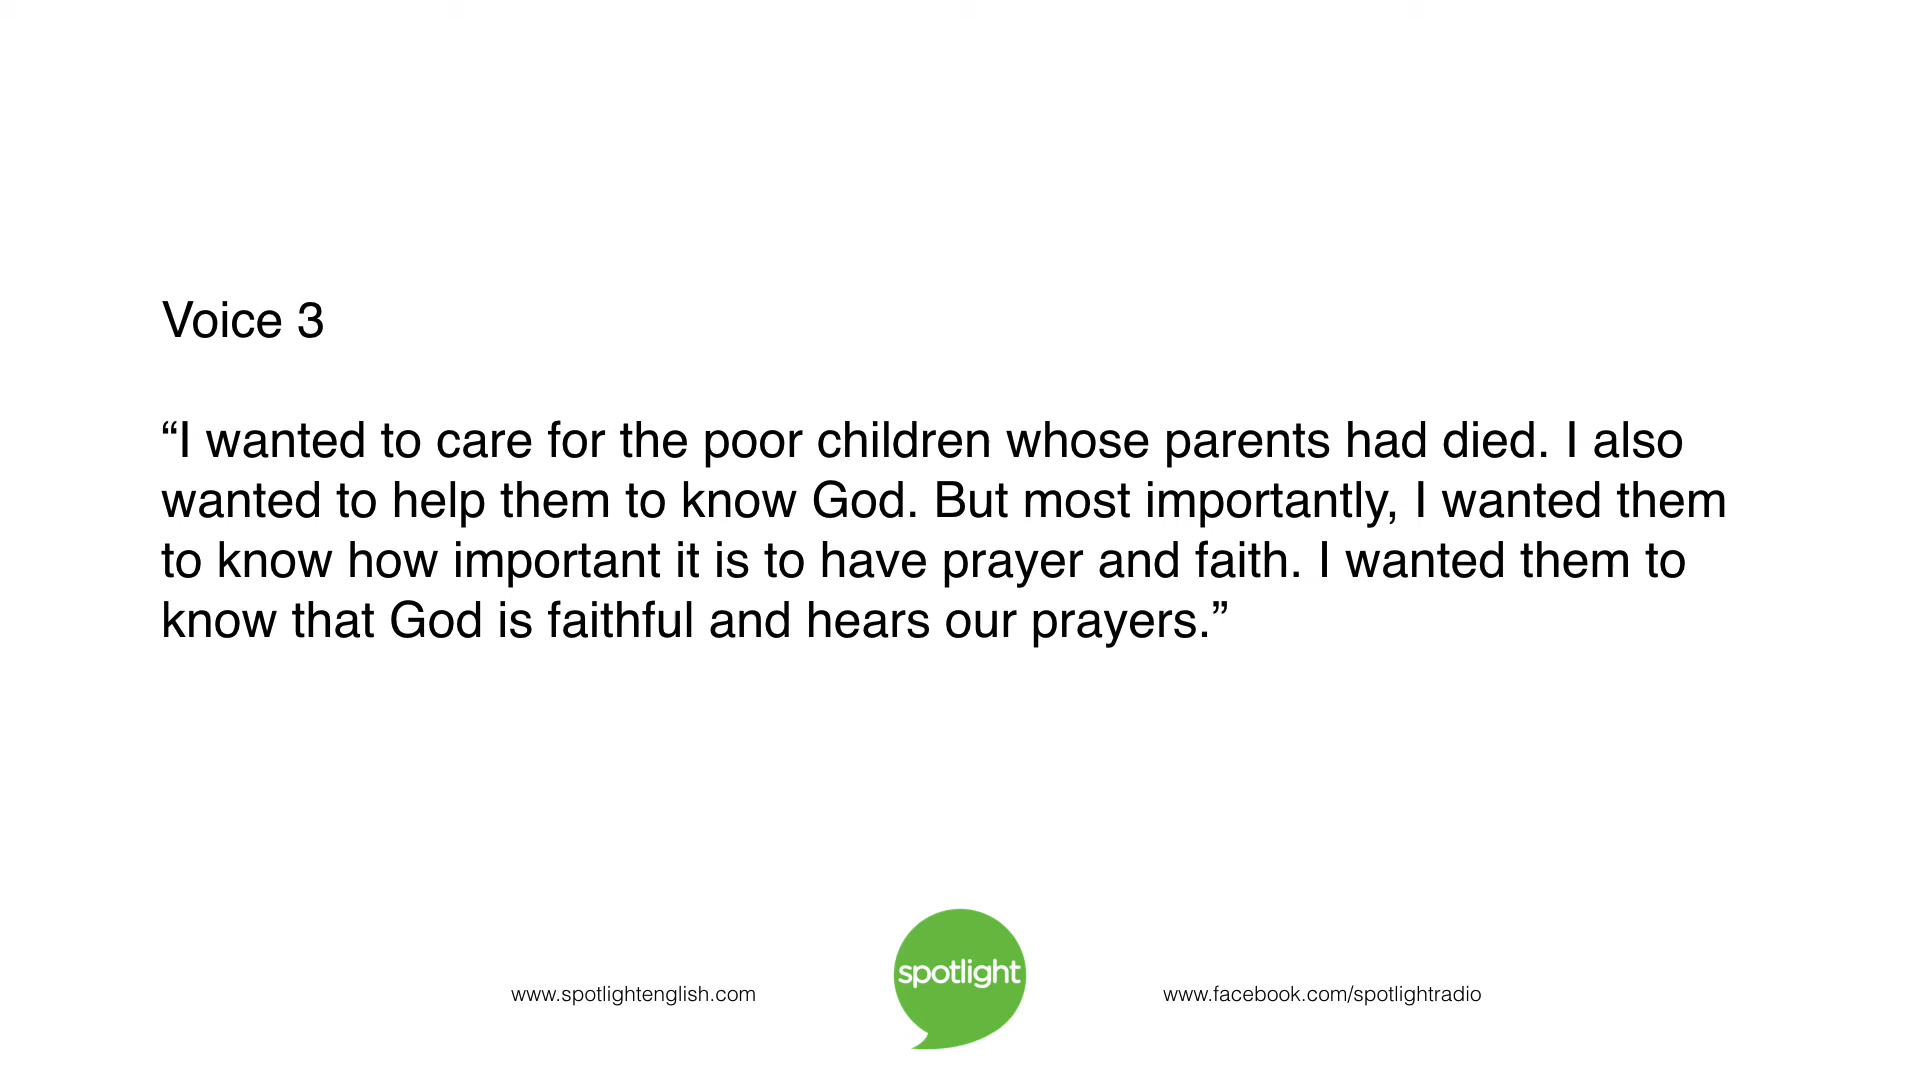 Voice 3
“I wanted to care for the poor children whose parents had died. I also
wanted to help them to know God. But most importantly, I wanted them
to know how important it is to have prayer and faith. I wanted them to
know that God is faithful and hears our prayers.”
spotlight
www.spotlightenglish.com
www.facebook.com/spotlightradio